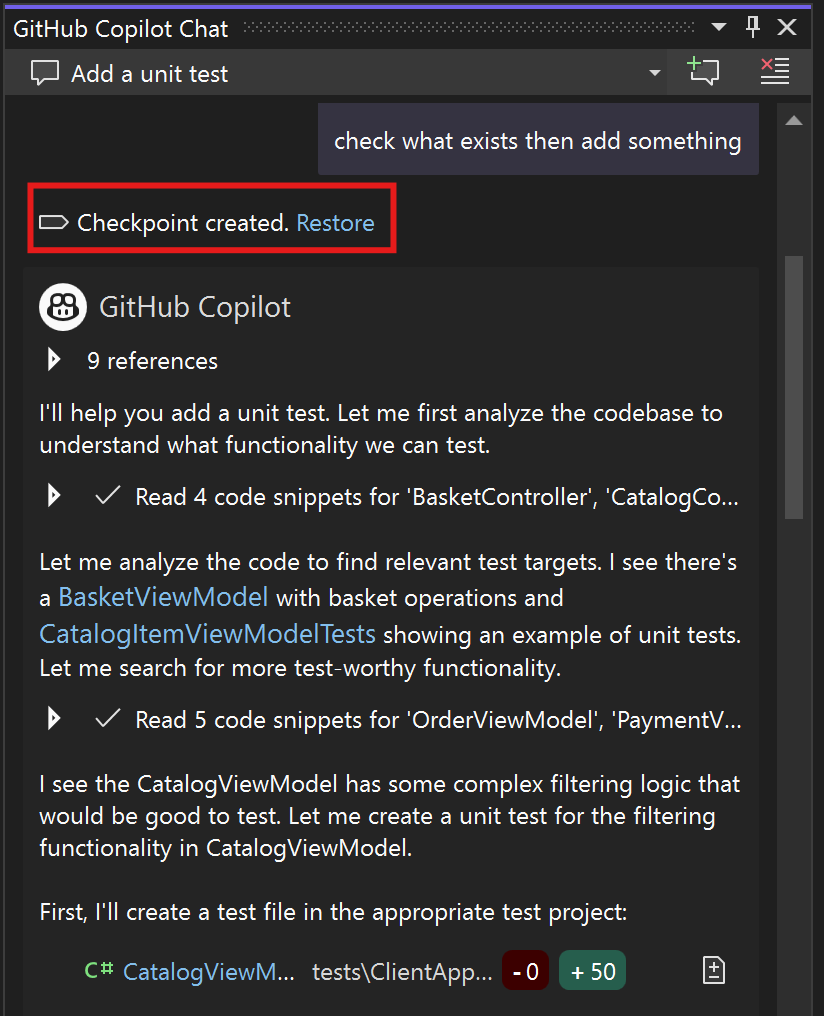 GitHub Copilot Chat
Add a unit test
check what exists then add something
Checkpoint created. Restore
GitHub Copilot
9 references
I'll help you add a unit test. Let me first analyze the codebase to
understand what functionality we can test.
Read 4 code snippets for 'BasketController', 'CatalogCo...
Let me analyze the code to find relevant test targets. I see there's
a BasketViewModel with basket operations and
CatalogItemViewModelTests showing an example of unit tests.
Let me search for more test-worthy functionality.
Read 5 code snippets for 'OrderViewModel', 'PaymentV...
I see the CatalogViewModel has some complex filtering logic that
would be good to test. Let me create a unit test for the filtering
functionality in CatalogViewModel.
First, I'll create a test file in the appropriate test project:
C# CatalogViewM... tests\ClientApp... - 0 + 50